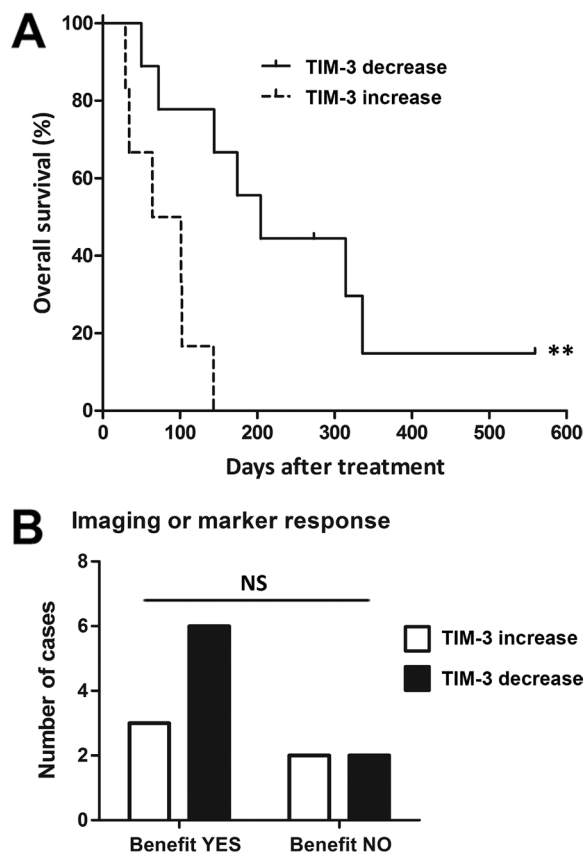 A
100
80
60
40
20
0
Overall survival (%)
TIM-3 decrease
TIM-3 increase
**
0 100 200 300 400 500 600
Days after treatment
B Imaging or marker response
8
6
4
2
0
Number of cases
NS
TIM-3 increase
TIM-3 decrease
Benefit YES Benefit NO